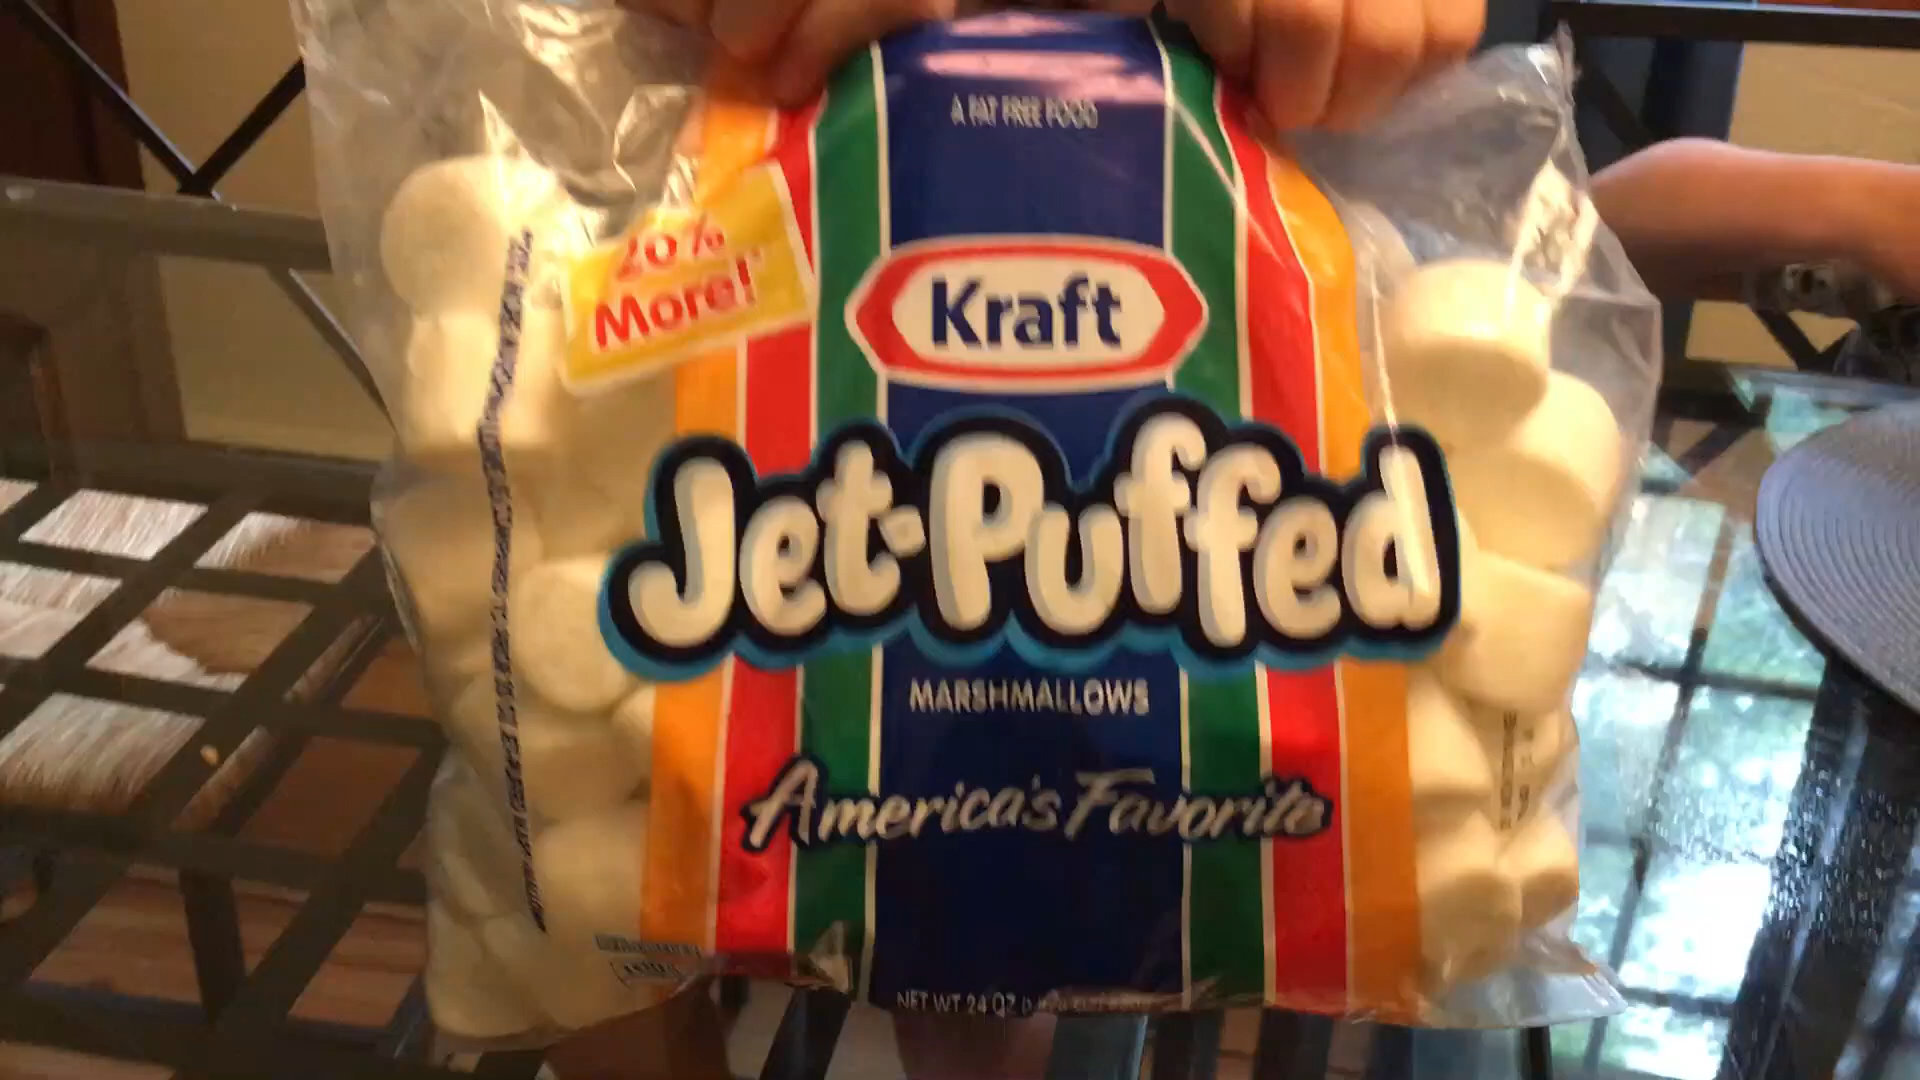 A FAT FREE FOOD
20%
More!*
Kraft
Jet-Puffed
MARSHMALLOWS
America's Favorite
NET WT 24 OZ